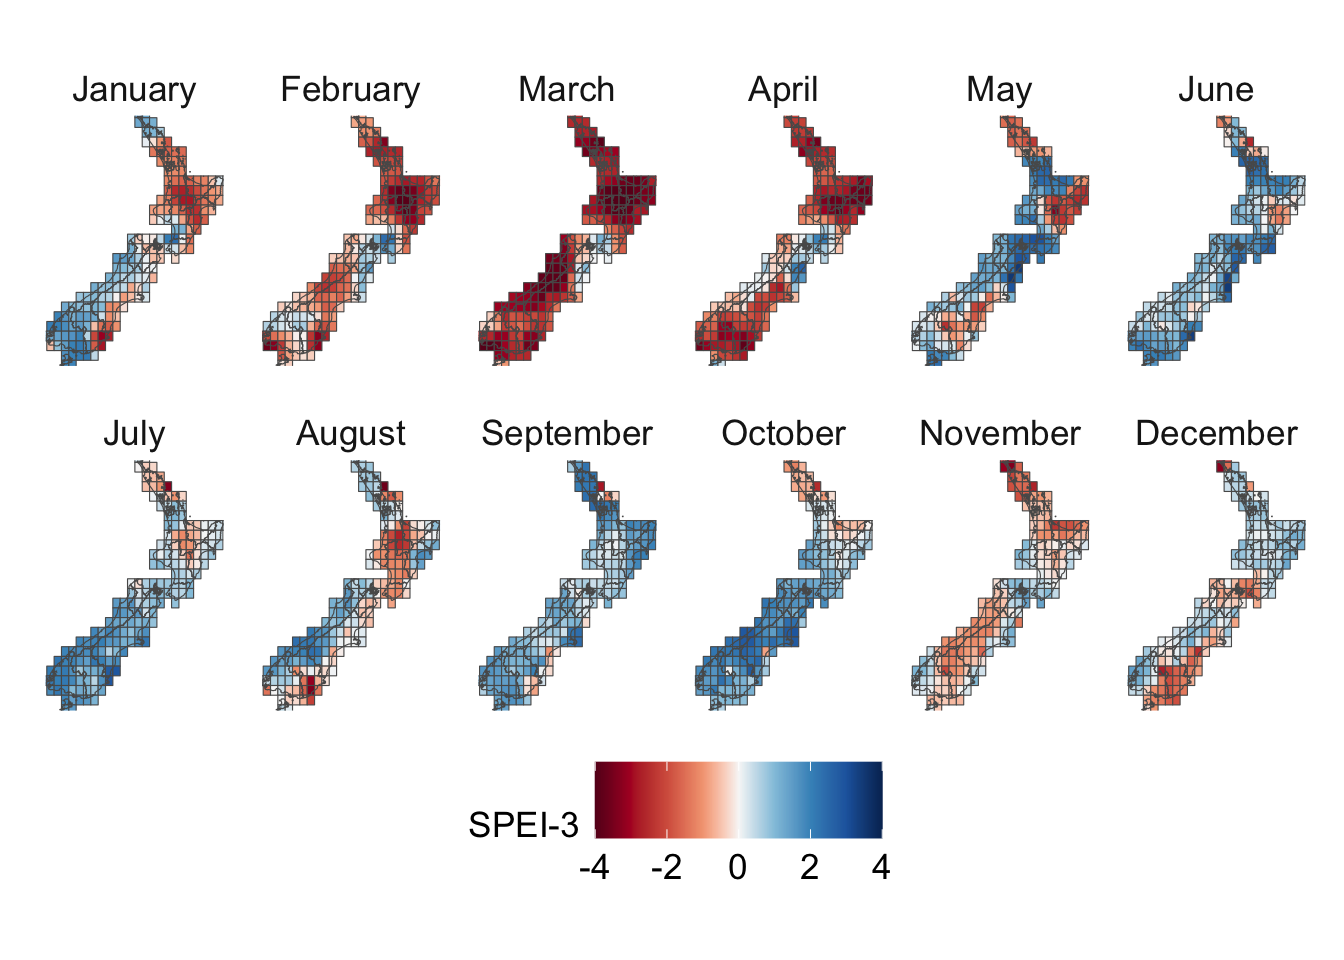 January February March April May June
July August September October November December
SPEI-3
-4 -2 0 2 4